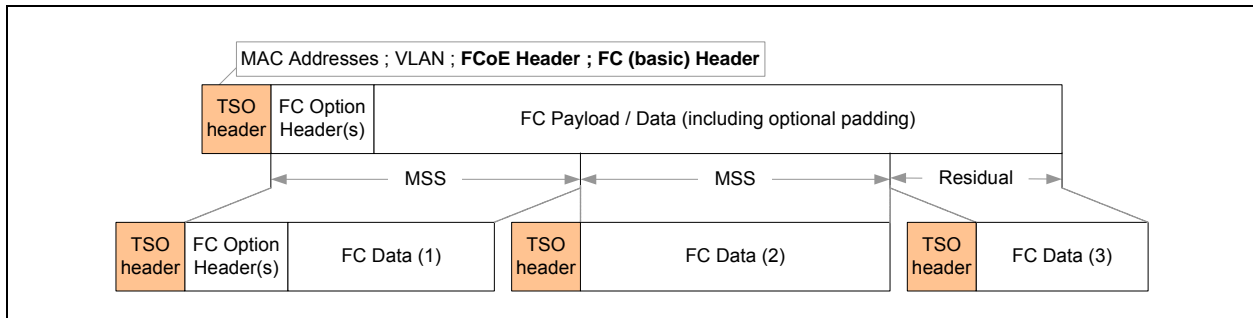 MAC Addresses ; VLAN ; FCoE Header ; FC (basic) Header
TSO
header
FC Option
Header(s)
FC Payload / Data (including optional padding)
MSS
MSS
Residual
TSO
header
FC Option
Header(s)
FC Data (1)
TSO
header
FC Data (2)
TSO
header
FC Data (3)